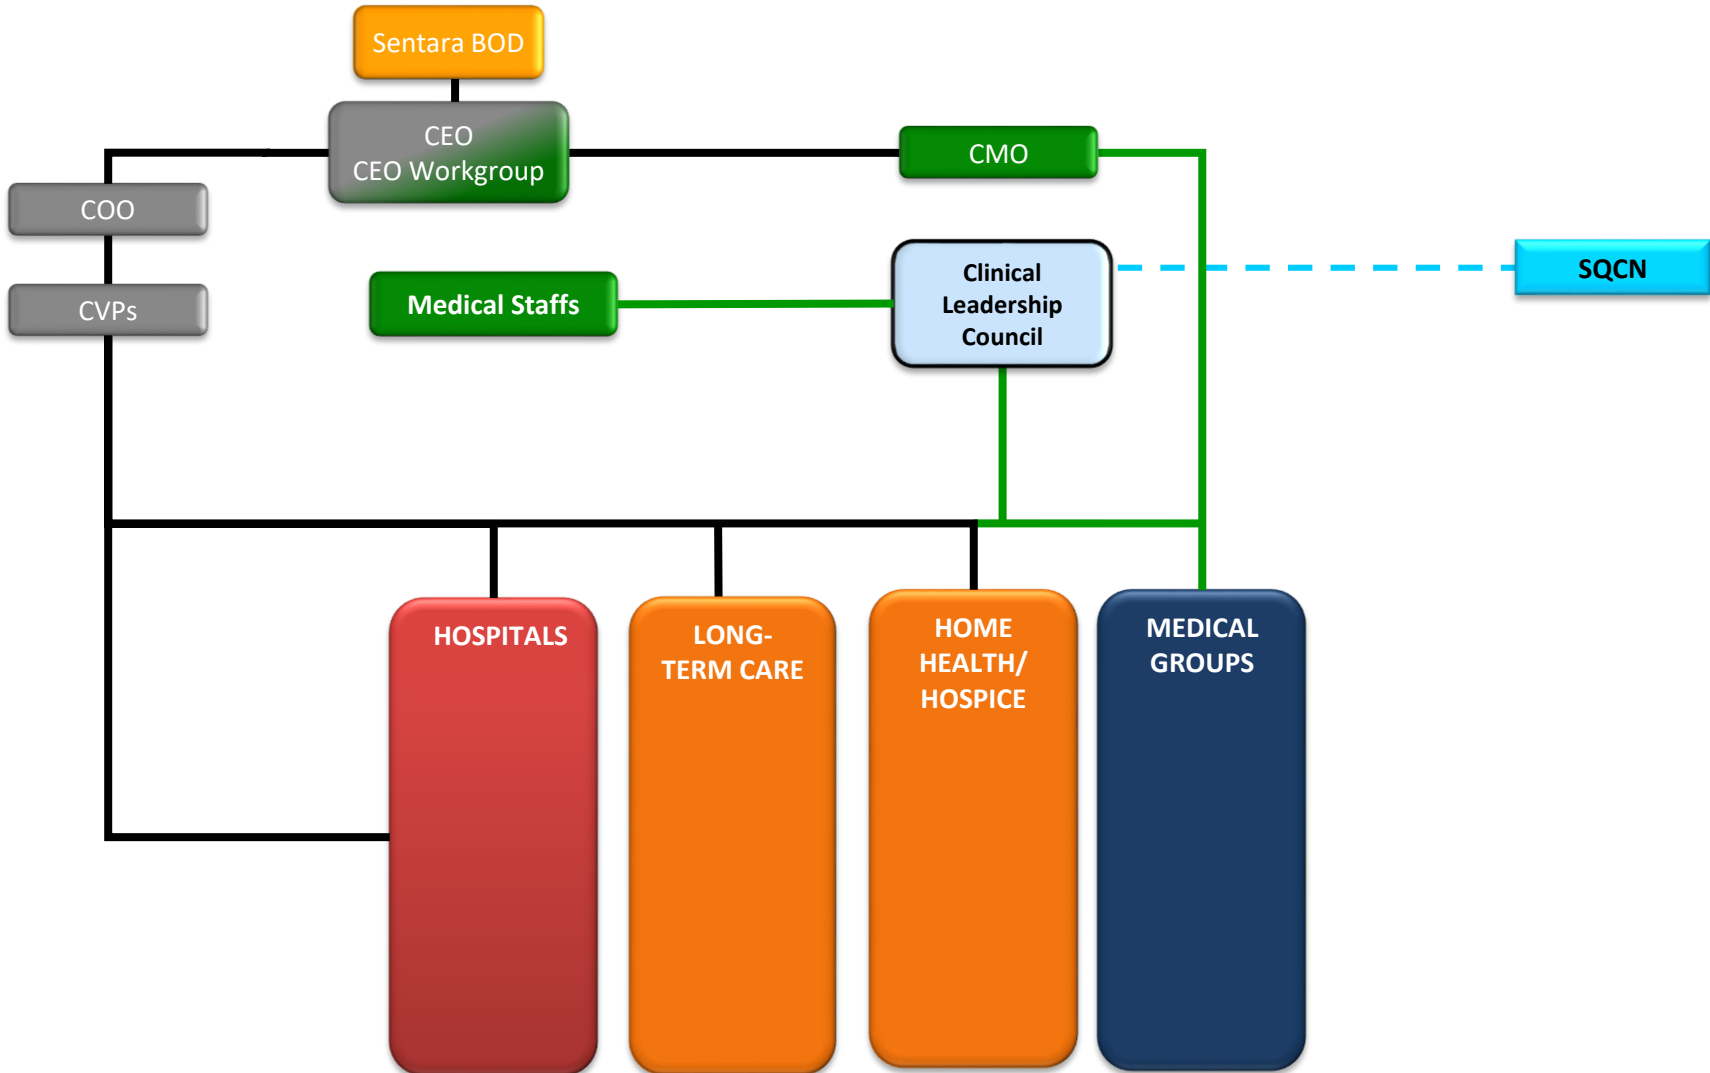 Sentara BOD
CEO
CEO Workgroup
CMO
COO
CVPs
Medical Staffs
Clinical
Leadership
Council
SQCN
HOSPITALS
LONG-
TERM CARE
HOME
HEALTH/
HOSPICE
MEDICAL
GROUPS